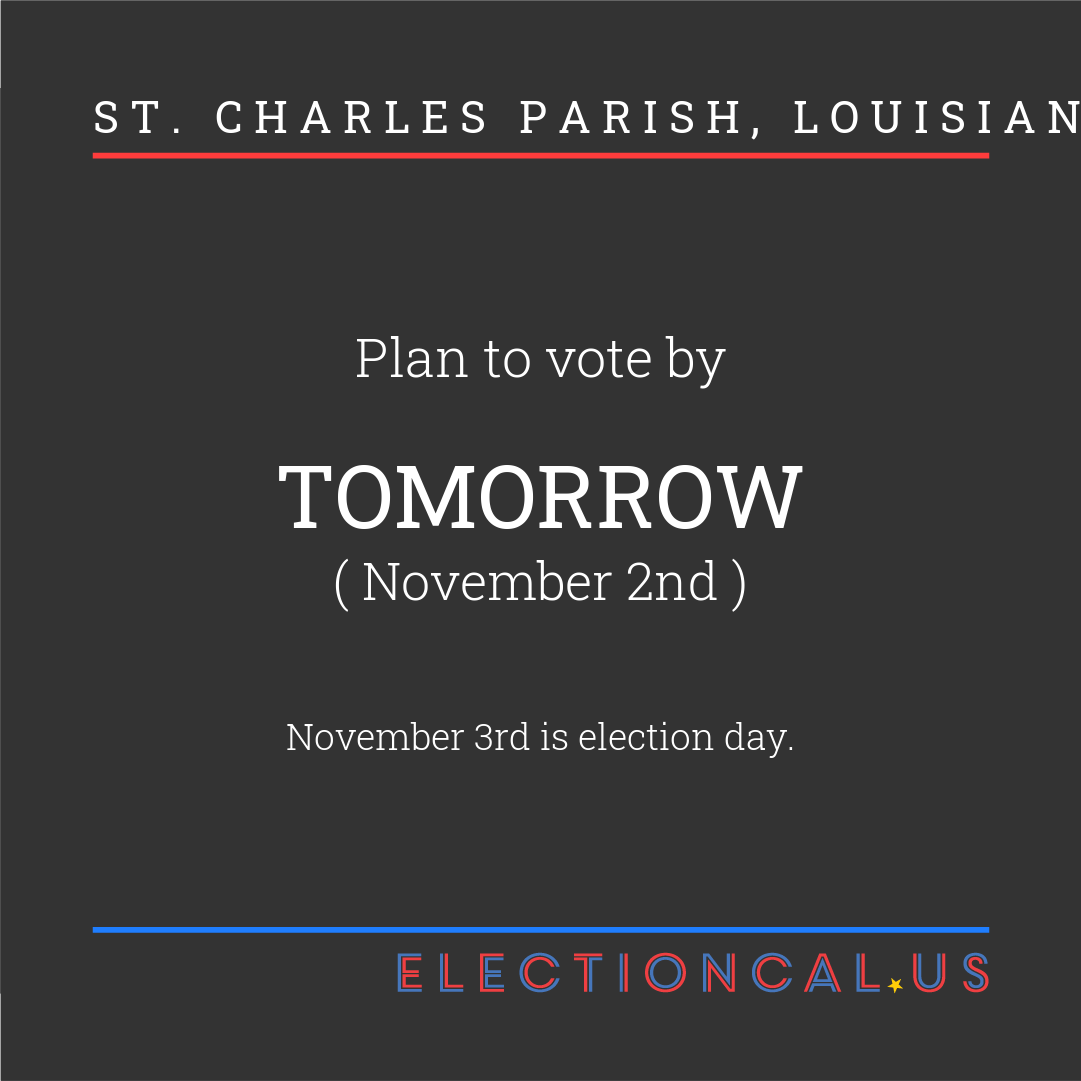 ST. CHARLES PARISH, LOUISIAN
Plan to vote by
TOMORROW
( November 2nd )
November 3rd is election day.
ELECTIONCAL.US